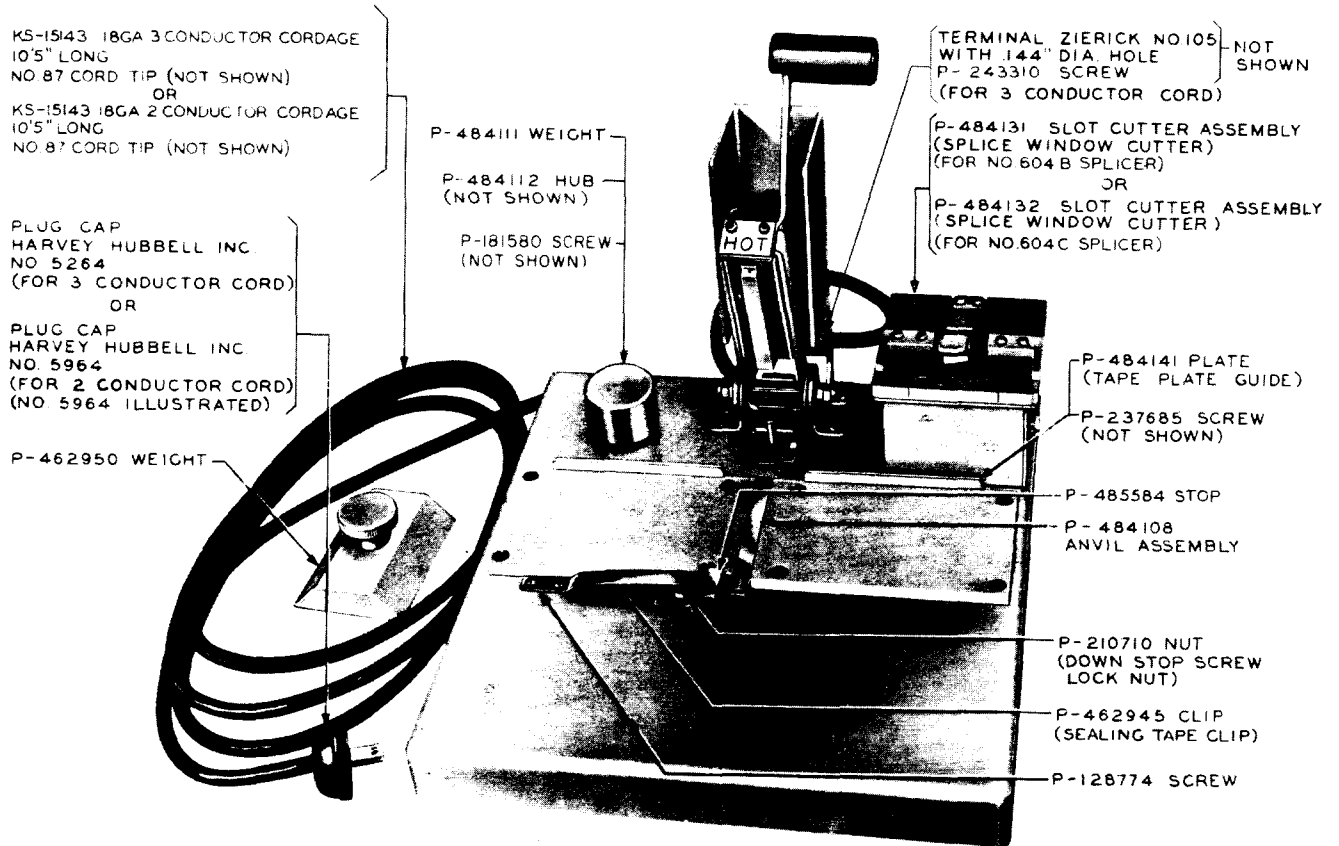 KS-15143 18GA 3 CONDUCTOR CORDAGE
10'5" LONG
NO. 87 CORD TIP (NOT SHOWN)
OR
KS-15143 18GA 2 CONDUCTOR CORDAGE
10'5" LONG
NO. 87 CORD TIP (NOT SHOWN)
PLUG CAP
HARVEY HUBBELL INC.
NO 5264
(FOR 3 CONDUCTOR CORD)
OR
PLUG CAP
HARVEY HUBBELL INC.
NO. 5964
(FOR 2 CONDUCTOR CORD)
(NO. 5964 ILLUSTRATED)
P-462950 WEIGHT
P-484111 WEIGHT
P-484112 HUB
(NOT SHOWN)
P-181580 SCREW
(NOT SHOWN)
HOT
TERMINAL ZIERICK NO 105
WITH .144" DIA. HOLE
P-243310 SCREW
(FOR 3 CONDUCTOR CORD)
NOT
SHOWN
P-484131 SLOT CUTTER ASSEMBLY
(SPLICE WINDOW CUTTER)
(FOR NO. 604B SPLICER)
OR
P-484132 SLOT CUTTER ASSEMBLY
(SPLICE WINDOW CUTTER)
(FOR NO. 604C SPLICER)
P-484141 PLATE
(TAPE PLATE GUIDE)
P-237685 SCREW
(NOT SHOWN)
P-485584 STOP
P-484108
ANVIL ASSEMBLY
P-210710 NUT
(DOWN STOP SCREW
LOCK NUT)
P-462945 CLIP
(SEALING TAPE CLIP)
P-128774 SCREW